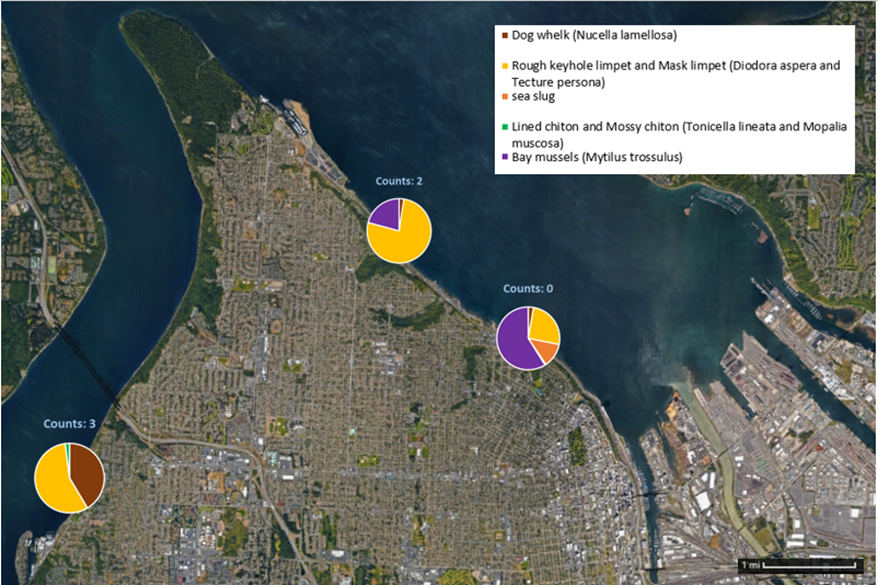 Dog whelk (Nucella lamellosa)
Rough keyhole limpet and Mask limpet (Diodora aspera and
Tecture persona)
sea slug
Lined chiton and Mossy chiton (Tonicella lineata and Mopalia
muscosa)
Bay mussels (Mytilus trossulus)
Counts: 2
Counts: 0
Counts: 3
1 mi